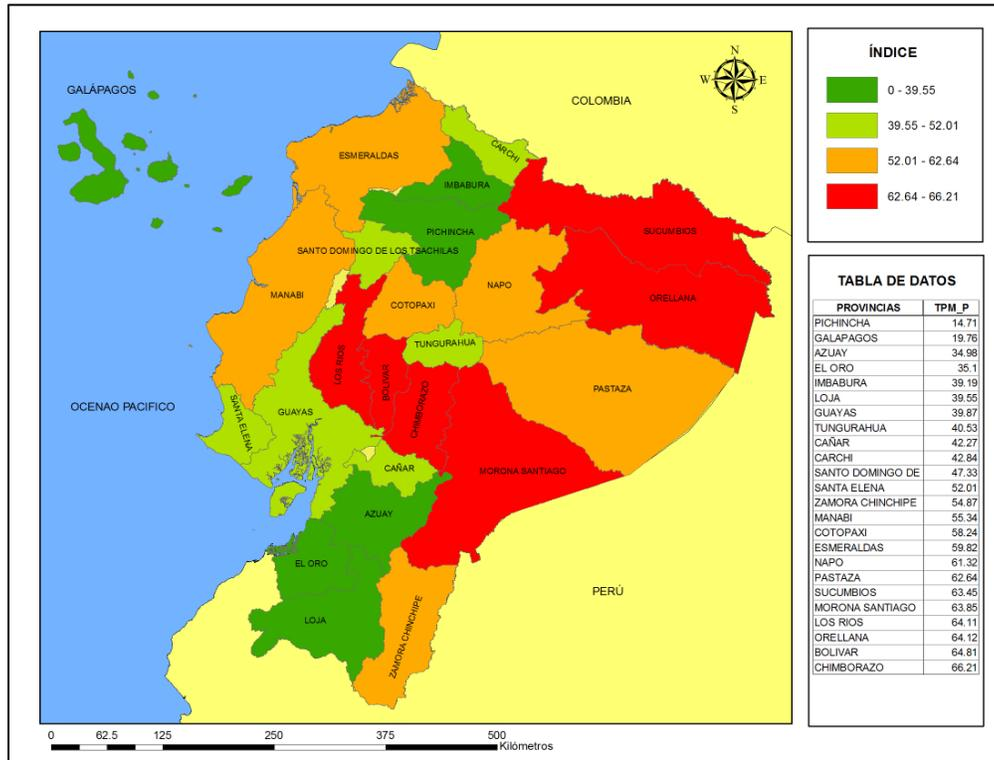 GALÁPAGOS
COLOMBIA
N
W E
S
ESMERALDAS
CARCHI
IMBABURA
PICHINCHA
SUCUMBIOS
SANTO DOMINGO DE LOS TSACHILAS
NAPO
MANABI
COTOPAXI
ORELLANA
TUNGURAHUA
LOS RIOS
BOLIVAR
CHIMBORAZO
PASTAZA
OCENAO PACIFICO
SANTA ELENA
GUAYAS
CAÑAR
MORONA SANTIAGO
AZUAY
EL ORO
LOJA
ZAMORA CHINCHIPE
PERÚ
0 62.5 125 250 375 500
Kilómetros
ÍNDICE
0 - 39.55
39.55 - 52.01
52.01 - 62.64
62.64 - 66.21
TABLA DE DATOS
PROVINCIAS TPM_P
PICHINCHA 14.71
GALAPAGOS 19.76
AZUAY 34.98
EL ORO 35.1
IMBABURA 39.19
LOJA 39.55
GUAYAS 39.87
TUNGURAHUA 40.53
CAÑAR 42.27
CARCHI 42.84
SANTO DOMINGO DE 47.33
SANTA ELENA 52.01
ZAMORA CHINCHIPE 54.87
MANABI 55.34
COTOPAXI 58.24
ESMERALDAS 59.82
NAPO 61.32
PASTAZA 62.64
SUCUMBIOS 63.45
MORONA SANTIAGO 63.85
LOS RIOS 64.11
ORELLANA 64.12
BOLIVAR 64.81
CHIMBORAZO 66.21